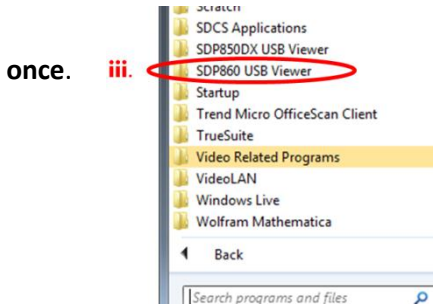 Scratch
SDCS Applications
SDP850DX USB Viewer
once. iii. SDP860 USB Viewer
Startup
Trend Micro OfficeScan Client
TrueSuite
Video Related Programs
VideoLAN
Windows Live
Wolfram Mathematica
Back
Search programs and files